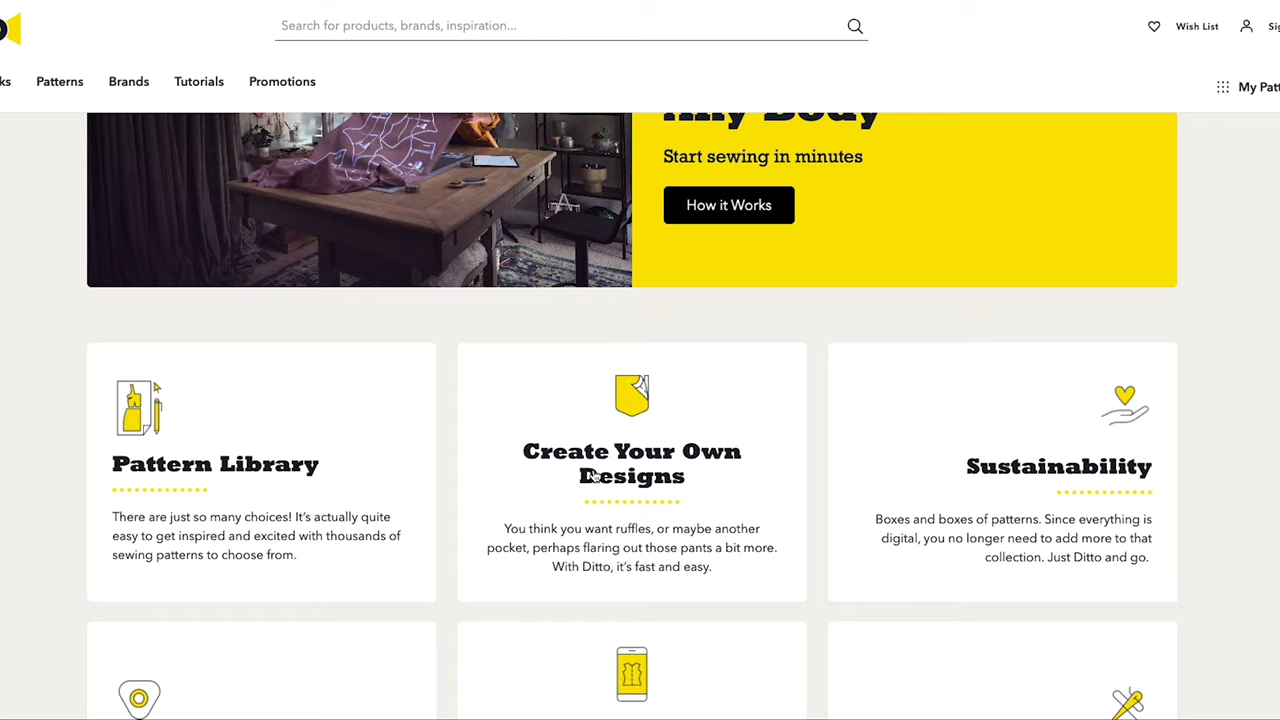 Search for products, brands, inspiration...
Wish List
ks
Patterns
Brands
Tutorials
Promotions
My Patt
Any Body
Start sewing in minutes
How it Works
Pattern Library
There are just so many choices! It's actually quite
easy to get inspired and excited with thousands of
sewing patterns to choose from.
Create Your Own
Designs
You think you want ruffles, or maybe another
pocket, perhaps flaring out those pants a bit more.
With Ditto, it's fast and easy.
Sustainability
Boxes and boxes of patterns. Since everything is
digital, you no longer need to add more to that
collection. Just Ditto and go.